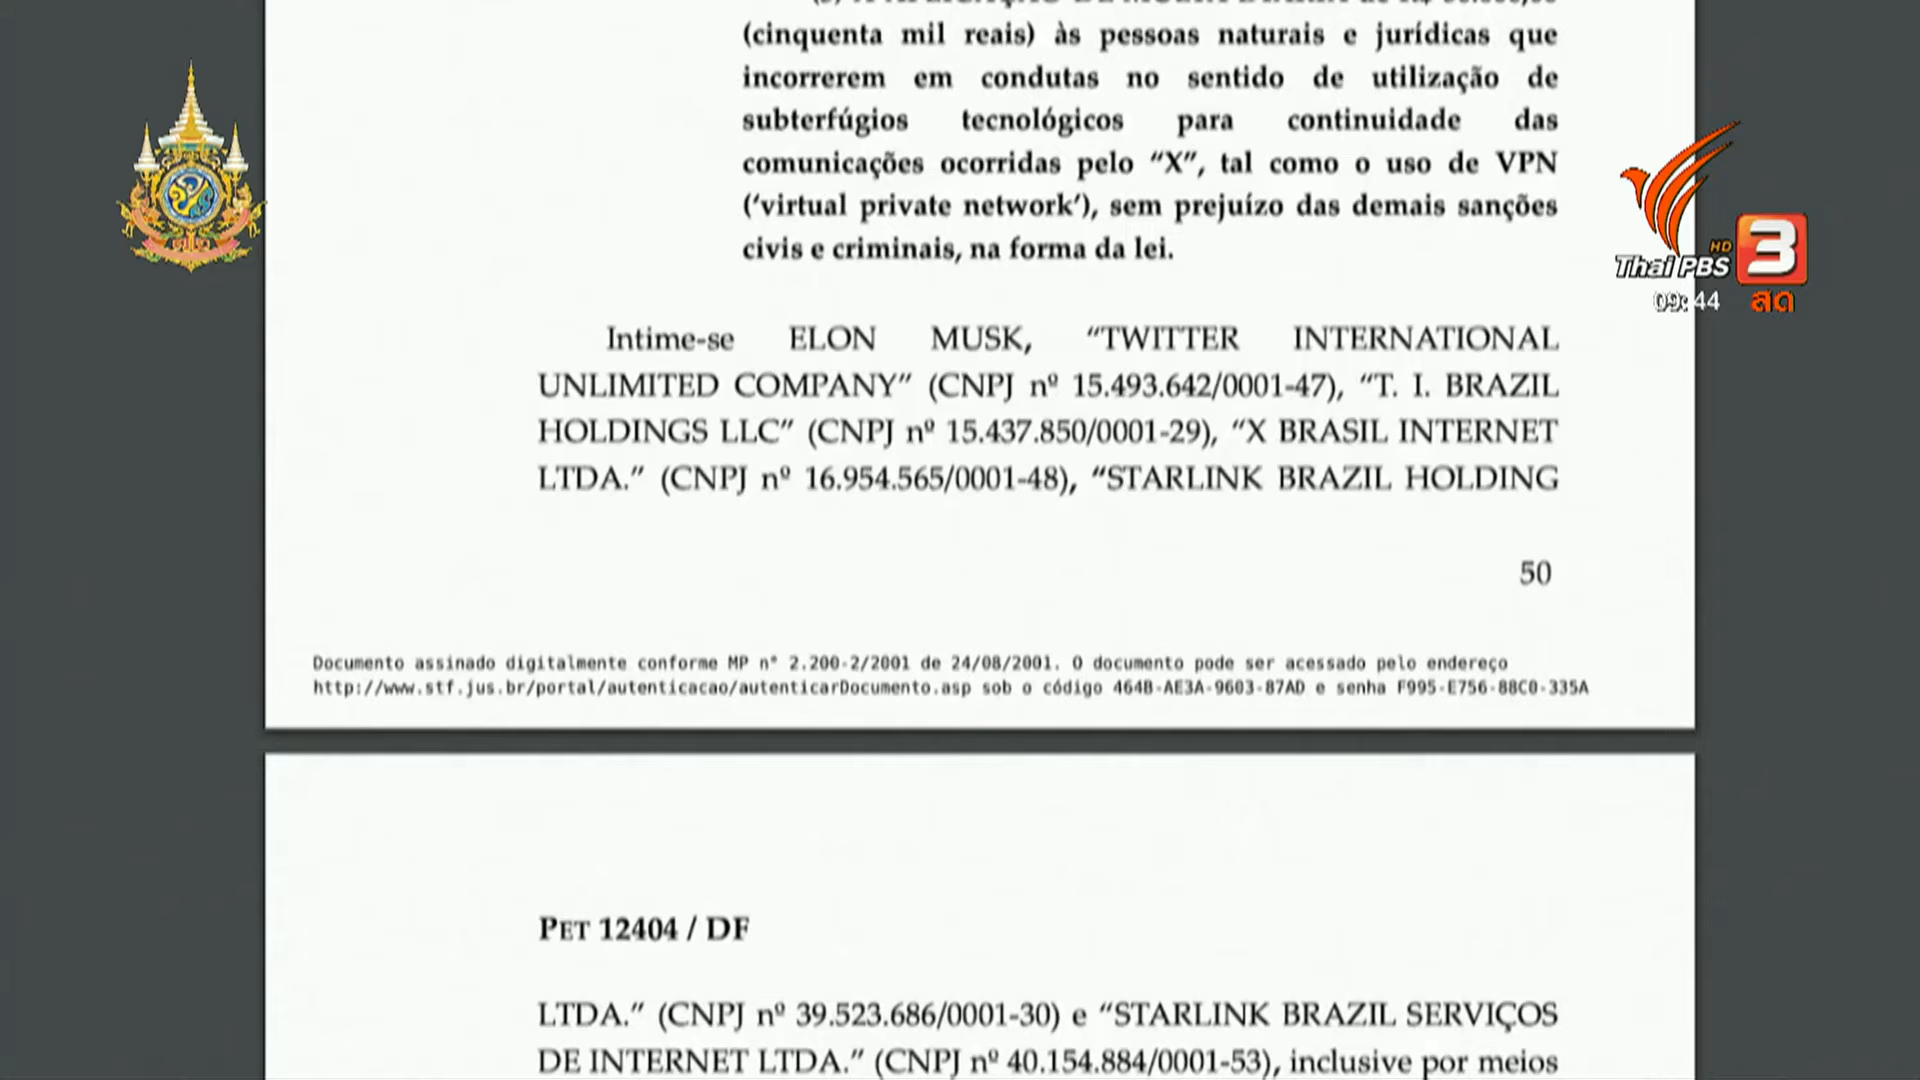 (cinquenta mil reais) às pessoas naturais e jurídicas que
incorrerem em condutas no sentido de utilização de
subterfúgios tecnológicos para continuidade das
comunicações ocorridas pelo “X”, tal como o uso de VPN
(‘virtual private network’), sem prejuízo das demais sanções
civis e criminais, na forma da lei.
HD
Thai PBS 3
09:44 สด
Intime-se ELON MUSK, “TWITTER INTERNATIONAL
UNLIMITED COMPANY” (CNPJ nº 15.493.642/0001-47), “T. I. BRAZIL
HOLDINGS LLC” (CNPJ nº 15.437.850/0001-29), “X BRASIL INTERNET
LTDA.” (CNPJ nº 16.954.565/0001-48), “STARLINK BRAZIL HOLDING
50
Documento assinado digitalmente conforme MP n° 2.200-2/2001 de 24/08/2001. O documento pode ser acessado pelo endereço
http://www.stf.jus.br/portal/autenticacao/autenticarDocumento.asp sob o código 464B-AE3A-9603-87AD e senha F995-E756-88C0-335A
PET 12404 / DF
LTDA.” (CNPJ nº 39.523.686/0001-30) e “STARLINK BRAZIL SERVIÇOS
DE INTERNET LTDA.” (CNPJ nº 40.154.884/0001-53), inclusive por meios